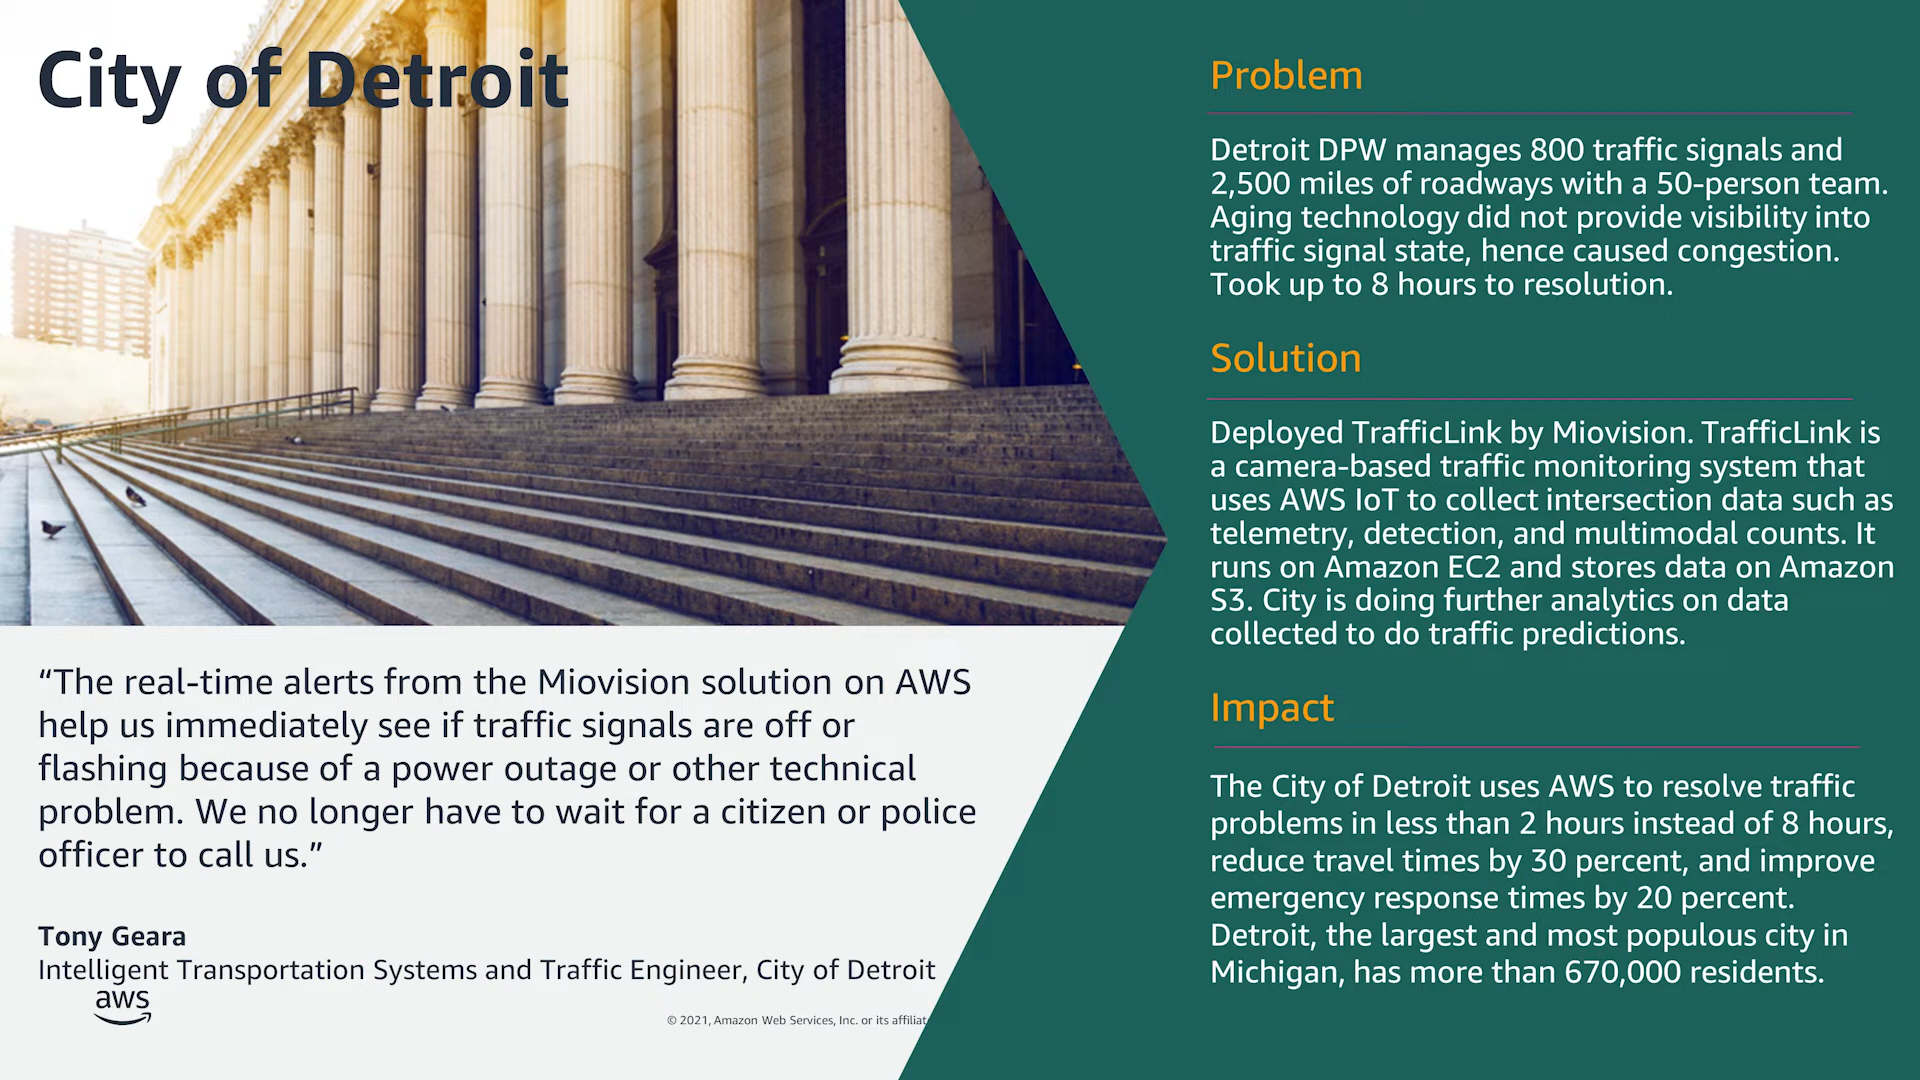 City of Detroit
“The real-time alerts from the Miovision solution on AWS
help us immediately see if traffic signals are off or
flashing because of a power outage or other technical
problem. We no longer have to wait for a citizen or police
officer to call us.”
Tony Geara
Intelligent Transportation Systems and Traffic Engineer, City of Detroit
aws
© 2021, Amazon Web Services, Inc. or its
Problem
Detroit DPW manages 800 traffic signals and
2,500 miles of roadways with a 50-person team.
Aging technology did not provide visibility into
traffic signal state, hence caused congestion.
Took up to 8 hours to resolution.
Solution
Deployed TrafficLink by Miovision. TrafficLink is
a camera-based traffic monitoring system that
uses AWS IoT to collect intersection data such as
telemetry, detection, and multimodal counts. It
runs on Amazon EC2 and stores data on Amazon
S3. City is doing further analytics on data
collected to do traffic predictions.
Impact
The City of Detroit uses AWS to resolve traffic
problems in less than 2 hours instead of 8 hours,
reduce travel times by 30 percent, and improve
emergency response times by 20 percent.
Detroit, the largest and most populous city in
Michigan, has more than 670,000 residents.